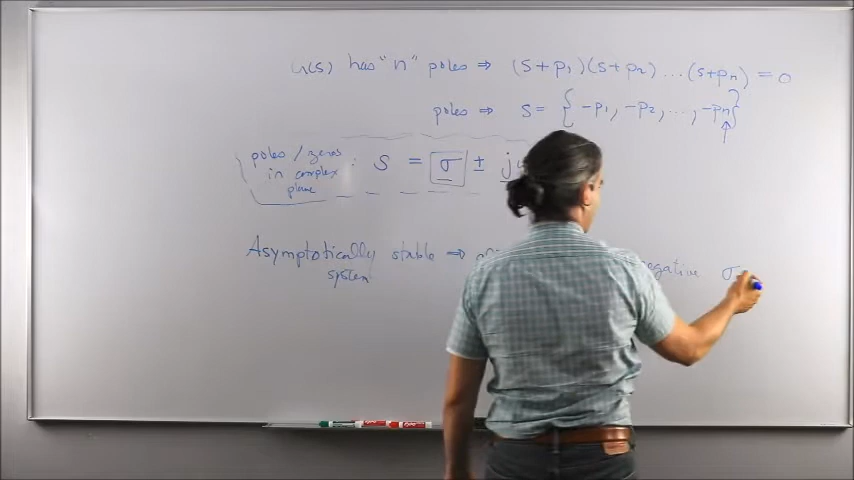 G(s) has "n" poles ⇒ (s+p₁)(s+p₂) ... (s+pₙ) = 0
poles ⇒ s = { -p₁, -p₂, ..., -pₙ}
↑
poles/zeros : s = σ ± j
in complex
plane
Asymptotically stable ⇒ negative σ
system